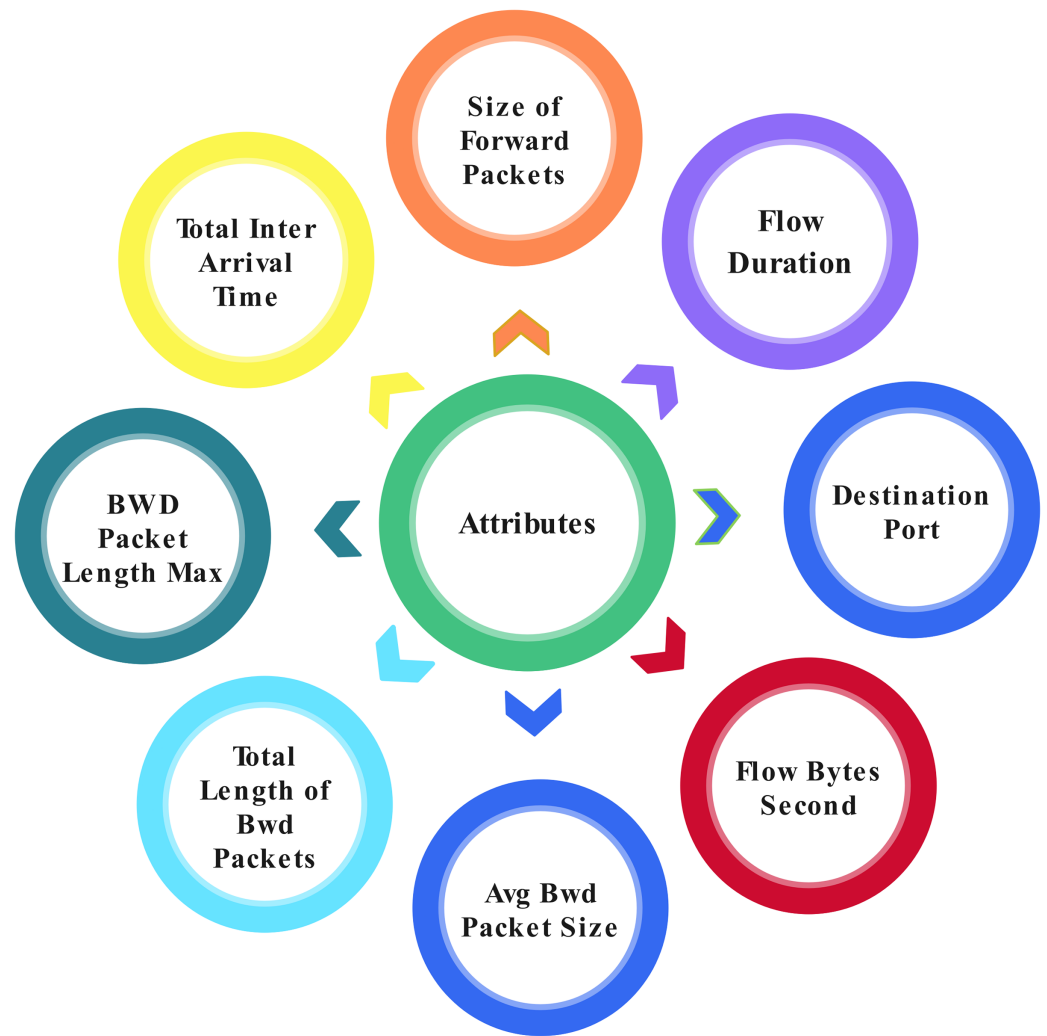 Size of
Forward
Packets
Flow
Duration
Destination
Port
Flow Bytes
Second
Avg Bwd
Packet Size
Total
Length of
Bwd
Packets
BWD
Packet
Length Max
Total Inter
Arrival
Time
Attributes